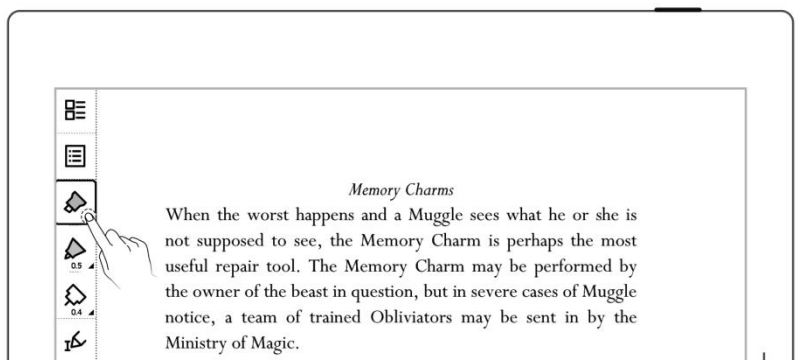 Memory Charms
When the worst happens and a Muggle sees what he or she is
not supposed to see, the Memory Charm is perhaps the most
useful repair tool. The Memory Charm may be performed by
0.5
the owner of the beast in question, but in severe cases of Muggle
0.4
notice, a team of trained Obliviators may be sent in by the
Ministry of Magic.